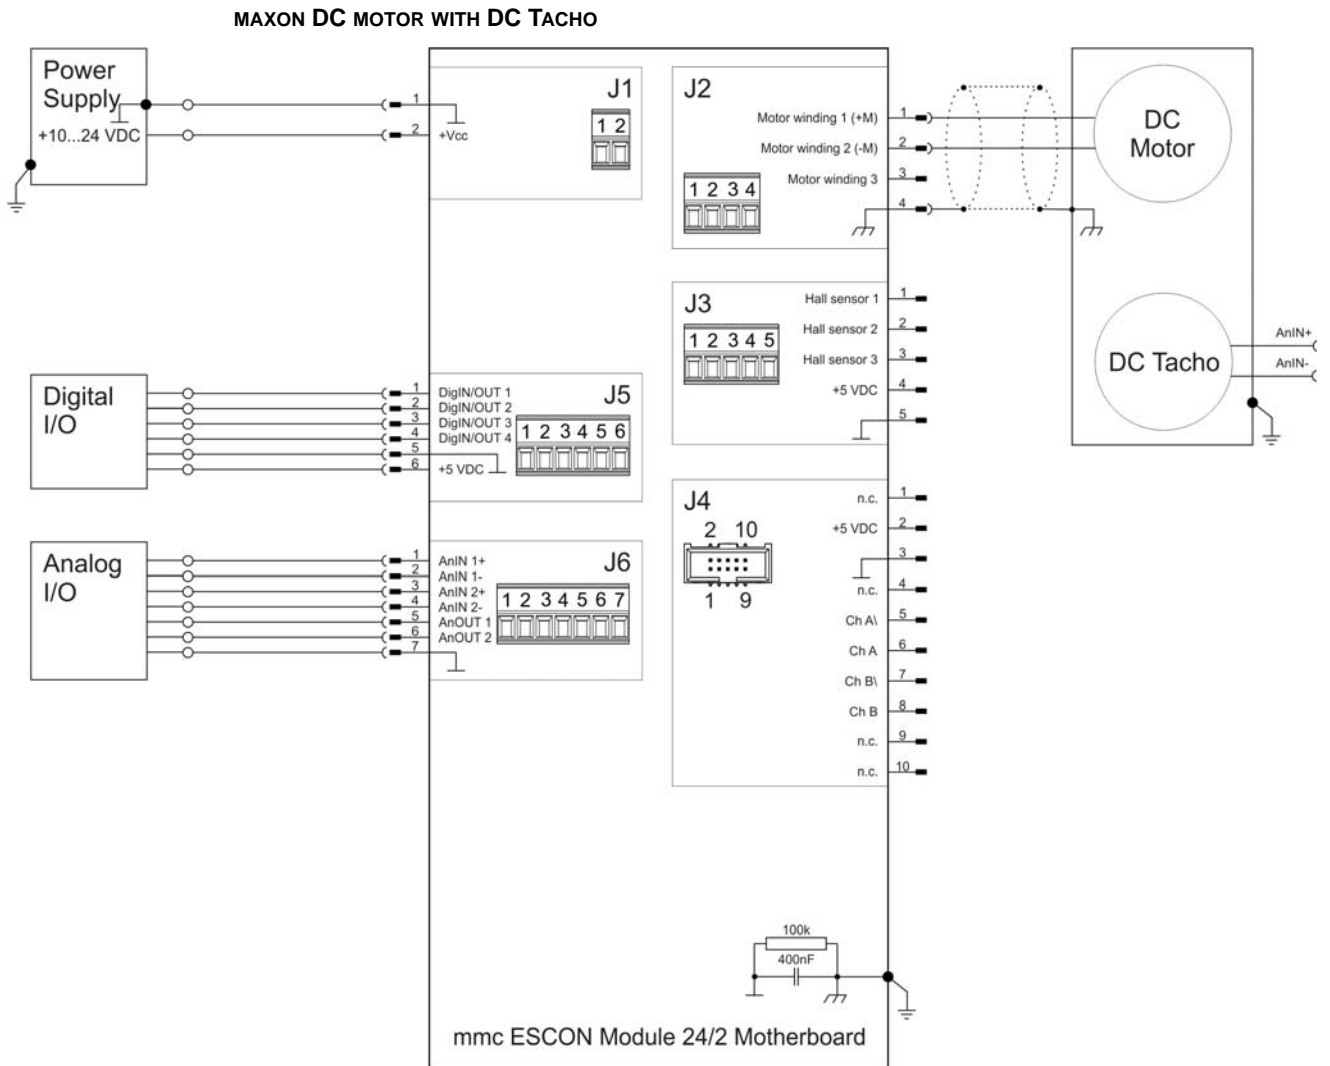 MAXON DC MOTOR WITH DC TACHO
Power
Supply
+10...24 VDC
1
2
+Vcc
J1
1 2
J2
Motor winding 1 (+M)
1
Motor winding 2 (-M)
2
Motor winding 3
3
4
1 2 3 4
DC
Motor
J3
1 2 3 4 5
Hall sensor 1
1
Hall sensor 2
2
Hall sensor 3
3
+5 VDC
4
5
DC Tacho
AnIN+
AnIN-
Digital
I/O
1
DigIN/OUT 1
2
DigIN/OUT 2
3
DigIN/OUT 3
4
DigIN/OUT 4
5
6
+5 VDC
J5
1 2 3 4 5 6
J4
2 10
1 9
n.c.
1
+5 VDC
2
3
n.c.
4
Ch A\
5
Ch A
6
Ch B\
7
Ch B
8
n.c.
9
n.c.
10
Analog
I/O
1
AnIN 1+
2
AnIN 1-
3
AnIN 2+
4
AnIN 2-
5
AnOUT 1
6
AnOUT 2
7
J6
1 2 3 4 5 6 7
100k
400nF
mmc ESCON Module 24/2 Motherboard